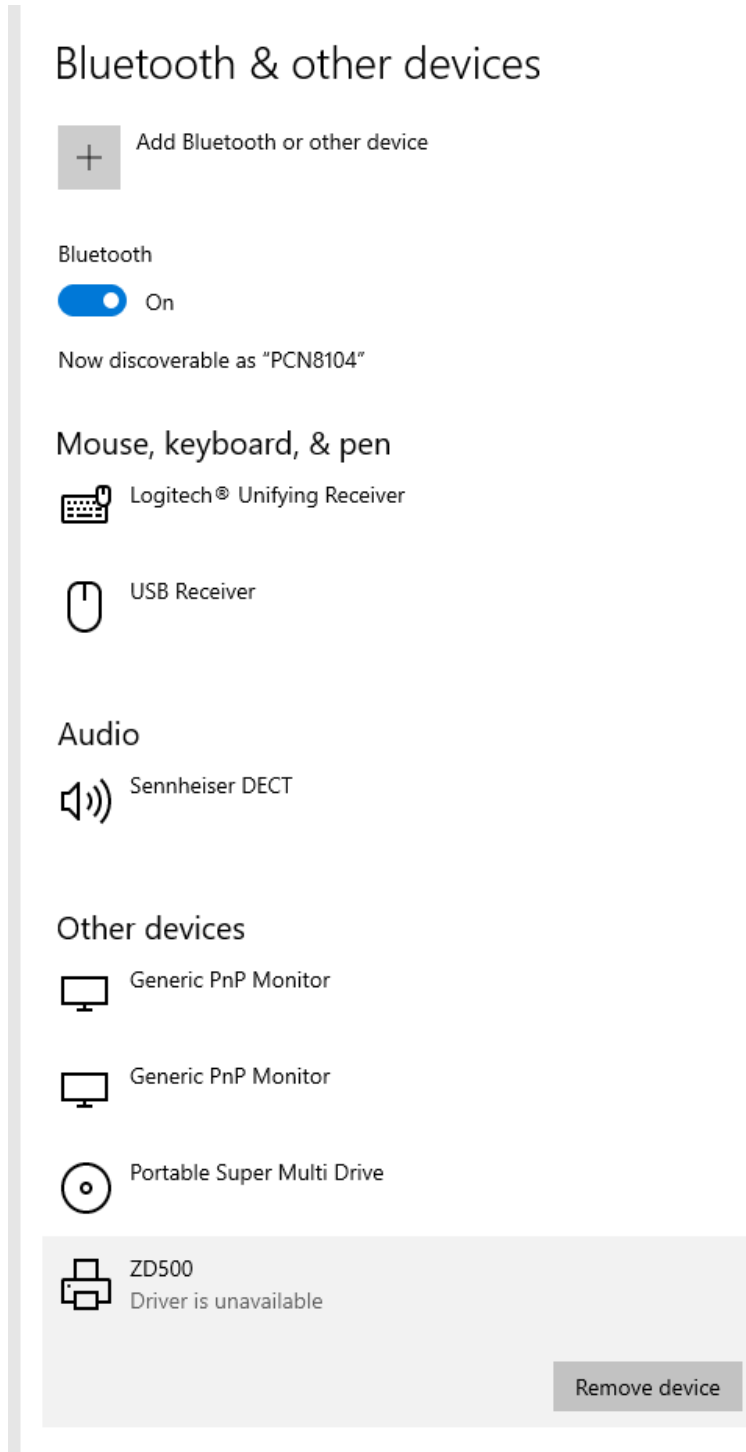 Bluetooth & other devices
Add Bluetooth or other device
Bluetooth
On
Now discoverable as “PCN8104”
Mouse, keyboard, & pen
Logitech® Unifying Receiver
USB Receiver
Audio
Sennheiser DECT
Other devices
Generic PnP Monitor
Generic PnP Monitor
Portable Super Multi Drive
ZD500
Driver is unavailable
Remove device